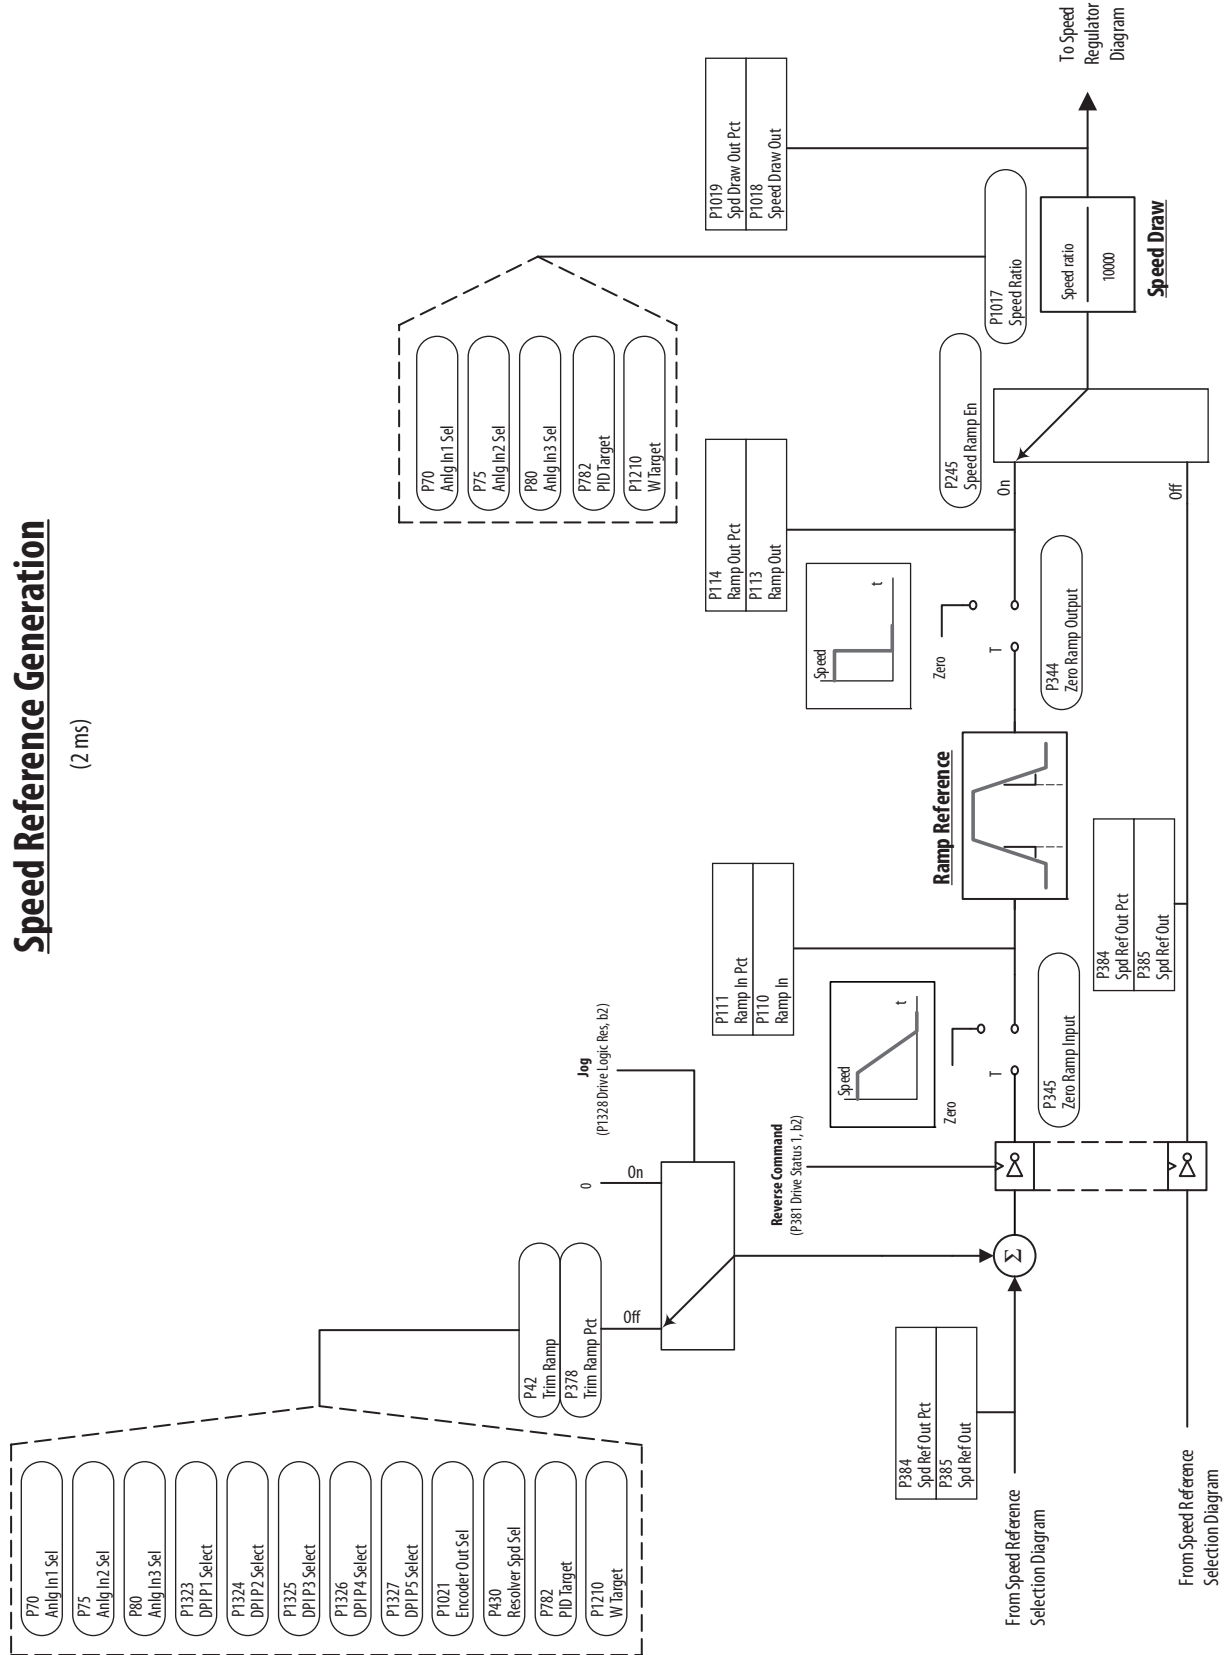 Speed Reference Generation
(2 ms)
P70
Anlg In1 Sel
P75
Anlg In2 Sel
P80
Anlg In3 Sel
P1323
DPI P1 Select
P1324
DPI P2 Select
P1325
DPI P3 Select
P1326
DPI P4 Select
P1327
DPI P5 Select
P1021
Encoder Out Sel
P430
Resolver Spd Sel
P782
PID Target
P1210
W Target
P42
Trim Ramp
P378
Trim Ramp Pct
Off
0
On
Jog
(P1328 Drive Logic Res, b2)
Reverse Command
(P381 Drive Status 1, b2)
P384
Spd Ref Out Pct
P385
Spd Ref Out
From Speed Reference
Selection Diagram
Σ
From Speed Reference
Selection Diagram
P111
Ramp In Pct
P110
Ramp In
Speed
t
Zero
T
P345
Zero Ramp Input
Ramp Reference
P384
Spd Ref Out Pct
P385
Spd Ref Out
P114
Ramp Out Pct
P113
Ramp Out
Speed
t
Zero
T
P344
Zero Ramp Output
P70
Anlg In1 Sel
P75
Anlg In2 Sel
P80
Anlg In3 Sel
P782
PID Target
P1210
W Target
P245
Speed Ramp En
On
Off
P1017
Speed Ratio
P1019
Spd Draw Out Pct
P1018
Speed Draw Out
Speed ratio
10000
Speed Draw
To Speed
Regulator
Diagram